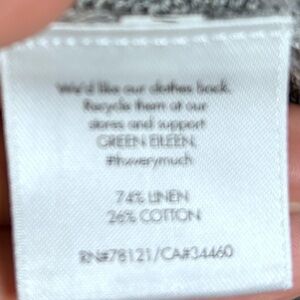 We'd like our clothes back.
Recycle them at our
stores and support
GREEN EILEEN.
74% LINEN
26% COTTON
RN#78121/CA#34460